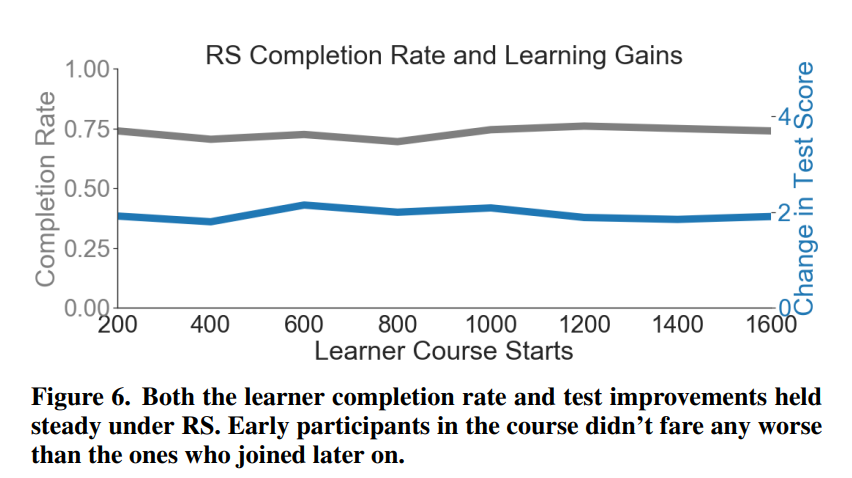 RS Completion Rate and Learning Gains
Completion Rate
1.00
0.75
0.50
0.25
0.00
200 400 600 800 1000 1200 1400 1600
Learner Course Starts
4
2
0
Change in Test Score
Figure 6. Both the learner completion rate and test improvements held
steady under RS. Early participants in the course didn’t fare any worse
than the ones who joined later on.